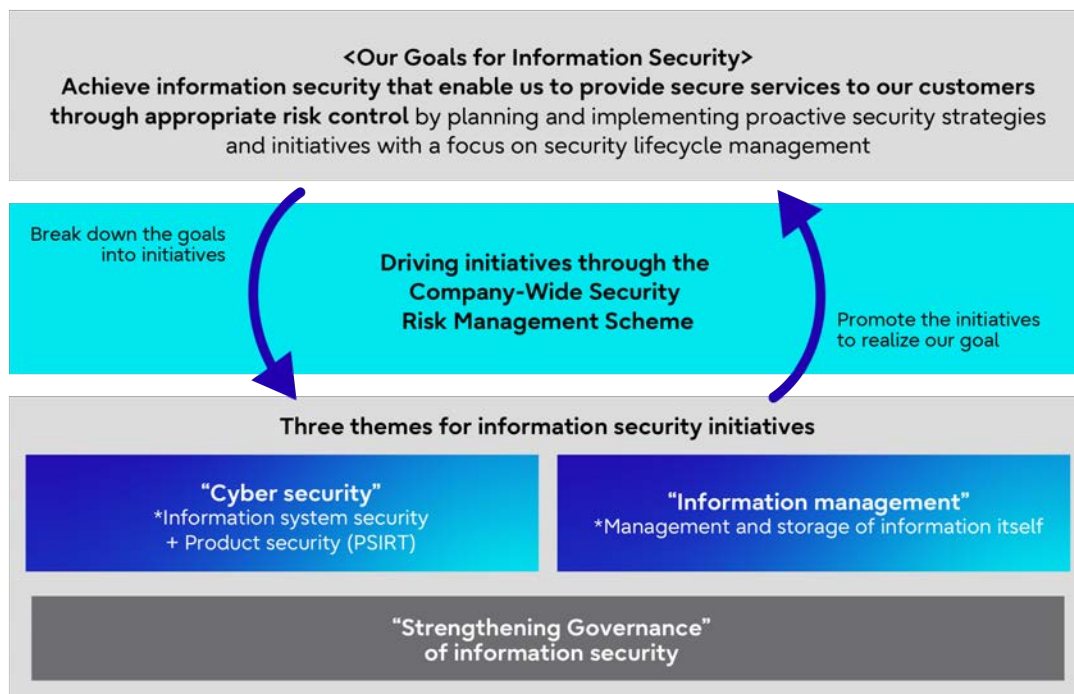 <Our Goals for Information Security>
Achieve information security that enable us to provide secure services to our customers
through appropriate risk control by planning and implementing proactive security strategies
and initiatives with a focus on security lifecycle management
Break down the goals
into initiatives
Driving initiatives through the
Company-Wide Security
Risk Management Scheme
Promote the initiatives
to realize our goal
Three themes for information security initiatives
“Cyber security”
*Information system security
+ Product security (PSIRT)
“Information management”
*Management and storage of information itself
“Strengthening Governance”
of information security